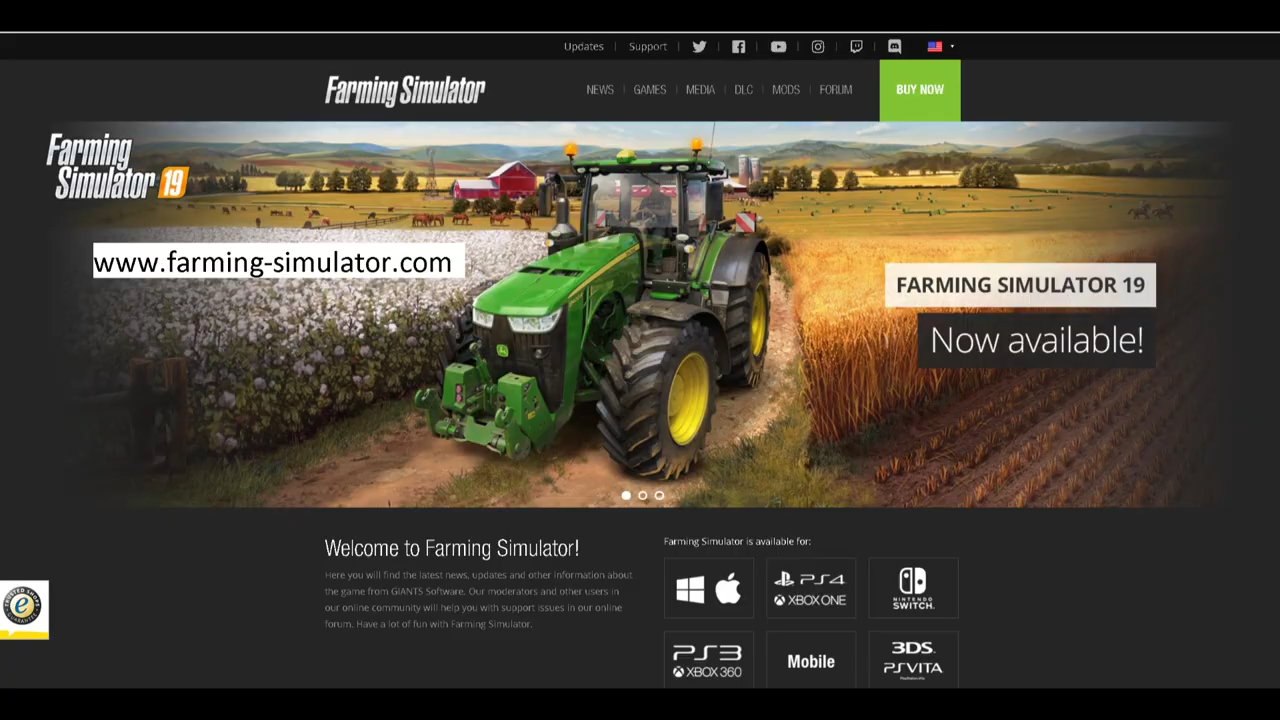 Updates
Support
Farming Simulator
NEWS
GAMES
MEDIA
DLC
MODS
FORUM
BUY NOW
Farming
Simulator 19
www.farming-simulator.com
FARMING SIMULATOR 19
Now available!
Welcome to Farming Simulator!
Here you will find the latest news, updates and other information about
the game from GIANTS Software. Our moderators and other users in
our online community will help you with support issues in our online
forum. Have a lot of fun with Farming Simulator.
Farming Simulator is available for:
PS4
XBOX ONE
NINTENDO
SWITCH.
PS3
XBOX 360
Mobile
3DS
PSVITA
TRUSTED SHOPS
GUARANTEE